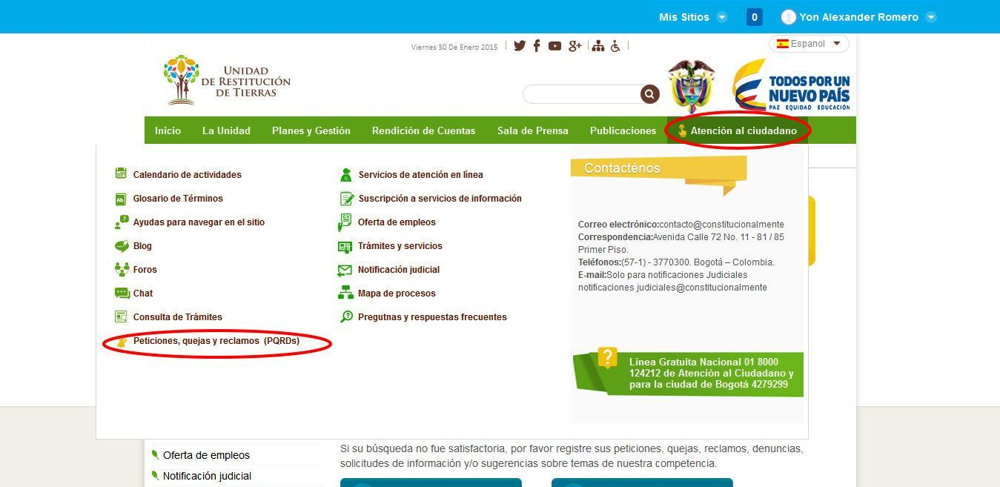 Mis Sitios
0
Yon Alexander Romero
Viernes 30 De Enero 2015
g+
Espanol
UNIDAD
DE RESTITUCIÓN
DE TIERRAS
TODOS POR UN
NUEVO PAÍS
PAZ EQUIDAD EDUCACIÓN
Inicio
La Unidad
Planes y Gestión
Rendición de Cuentas
Sala de Prensa
Publicaciones
Atención al ciudadano
Calendario de actividades
Glosario de Términos
Ayudas para navegar en el sitio
Blog
Foros
Chat
Consulta de Trámites
Peticiones, quejas y reclamos (PQRDs)
Servicios de atención en línea
Suscripción a servicios de información
Oferta de empleos
Trámites y servicios
Notificación judicial
Mapa de procesos
Pregutnas y respuestas frecuentes
Contacténos
Correo electrónico:contacto@constitucionalmente
Correspondencia:Avenida Calle 72 No. 11 - 81 / 85
Primer Piso.
Teléfonos:(57-1) - 3770300. Bogotá – Colombia.
E-mail:Solo para notificaciones Judiciales
notificaciones judiciales@constitucionalmente
?
Línea Gratuita Nacional 01 8000
124212 de Atención al Ciudadano y
para la ciudad de Bogotá 4279299
Oferta de empleos
Notificación judicial
Si su búsqueda no fue satisfactoria, por favor registre sus peticiones, quejas, reclamos, denuncias,
solicitudes de información y/o sugerencias sobre temas de nuestra competencia.